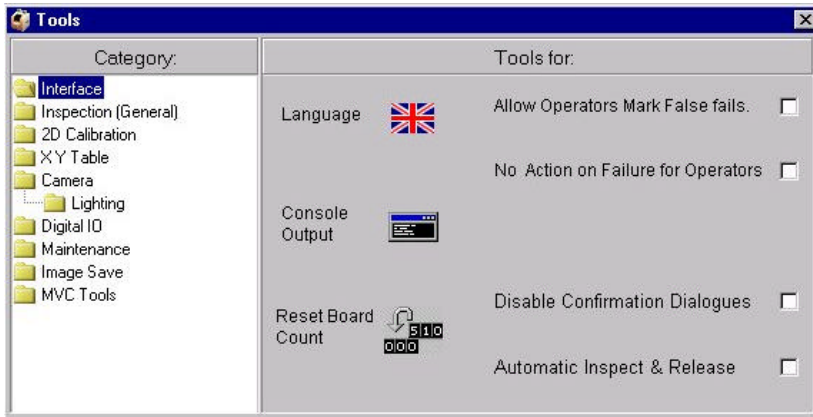 Tools
Category:
Tools for:
Interface
Inspection (General)
2D Calibration
X Y Table
Camera
Lighting
Digital IO
Maintenance
Image Save
MVC Tools
Language
Allow Operators Mark False fails.
No Action on Failure for Operators
Console
Output
Reset Board
Count
510
000
Disable Confirmation Dialogues
Automatic Inspect & Release